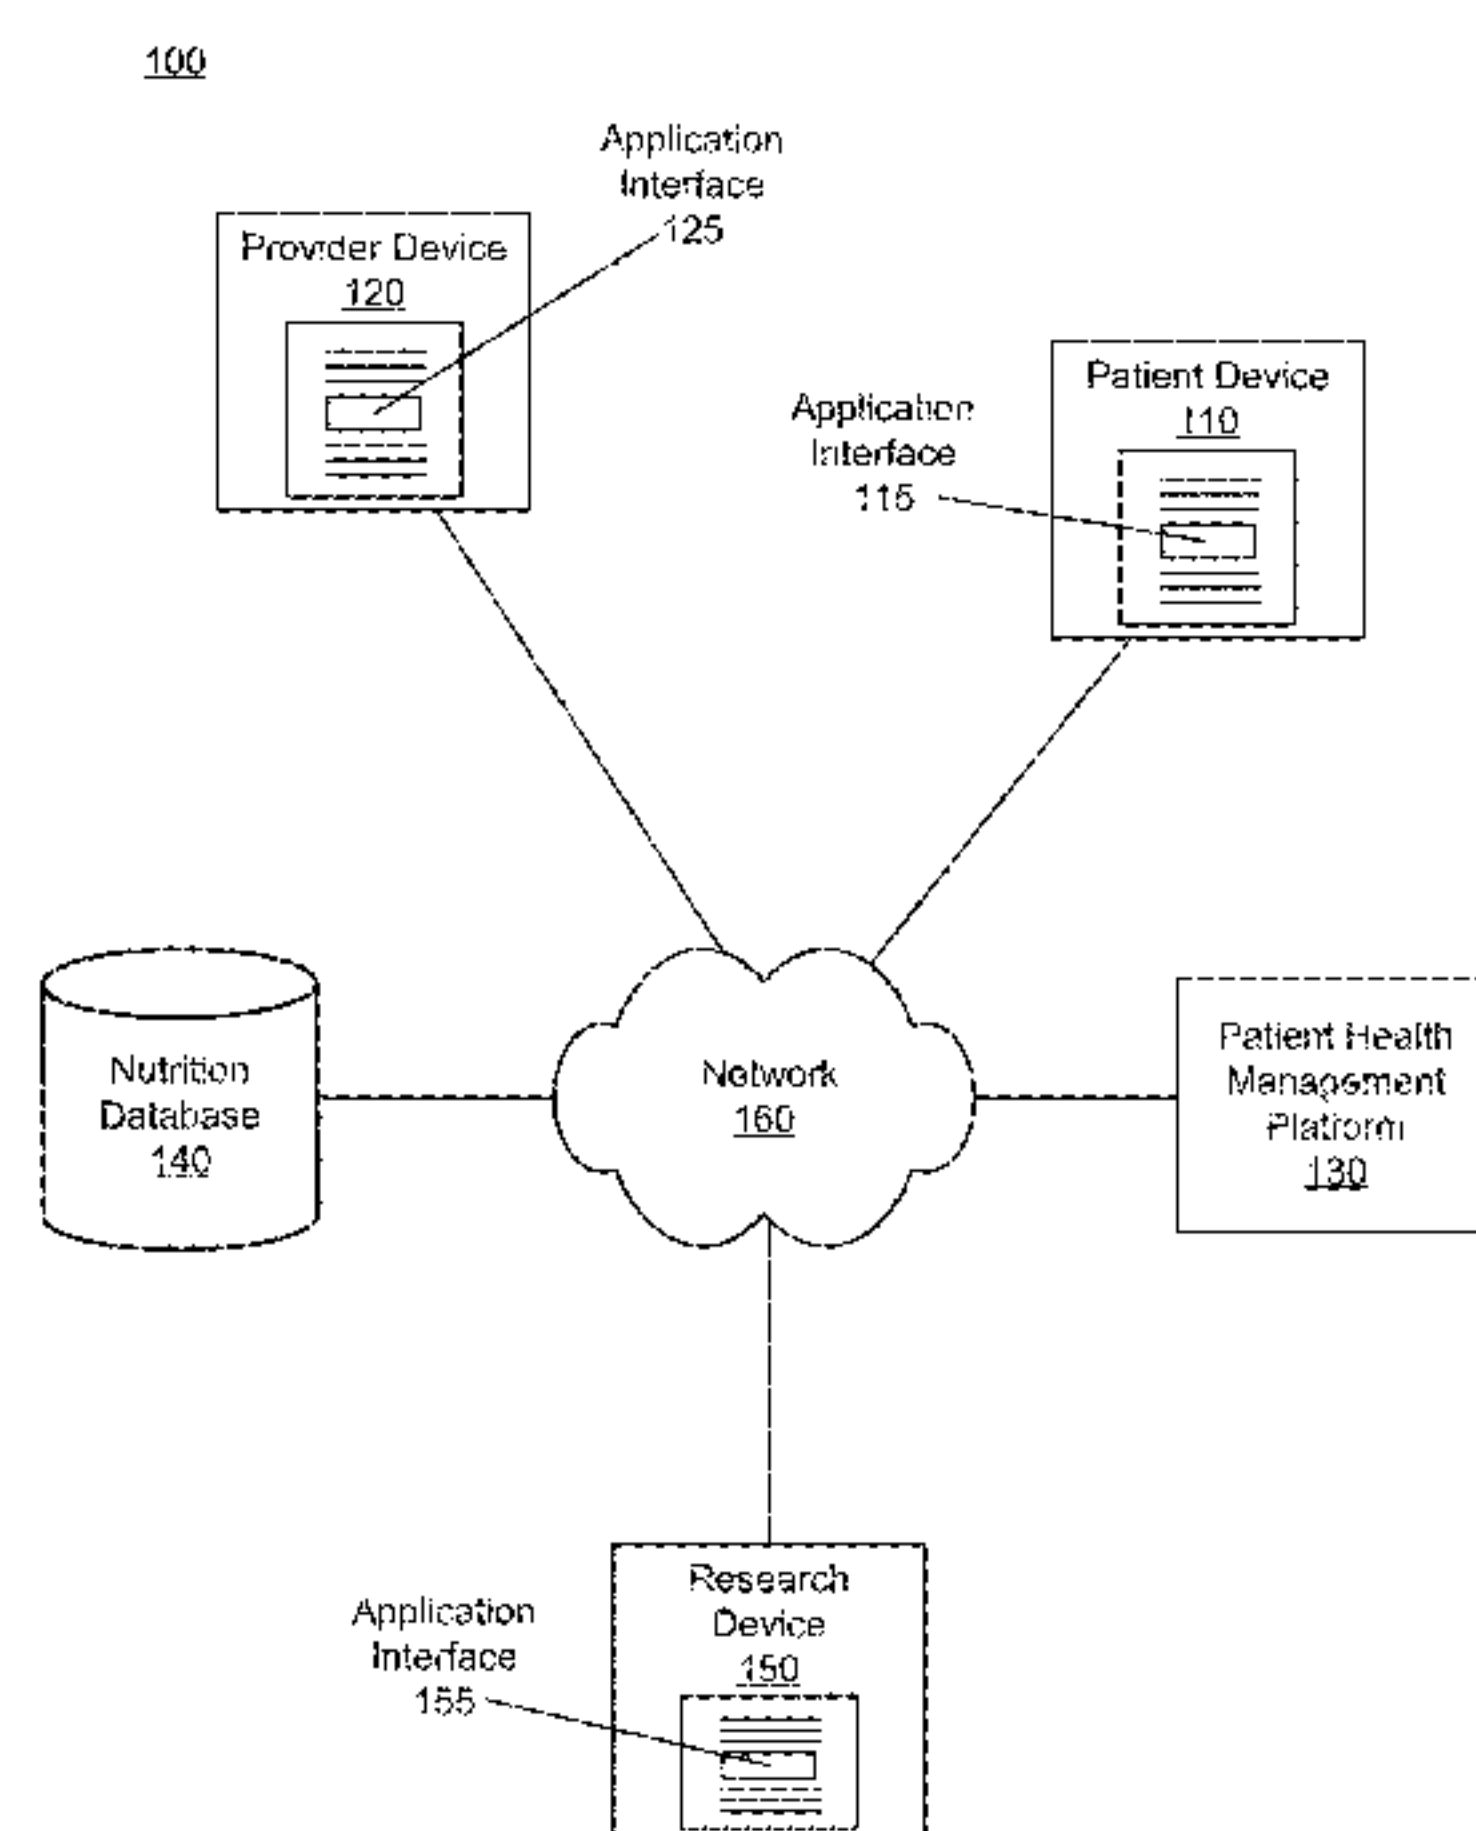 100
Application
Interface
125
Provider Device
120
Patient Device
110
Application
Interface
115
Nutrition
Database
140
Network
160
Patient Health
Management
Platform
130
Research
Device
150
Application
Interface
155